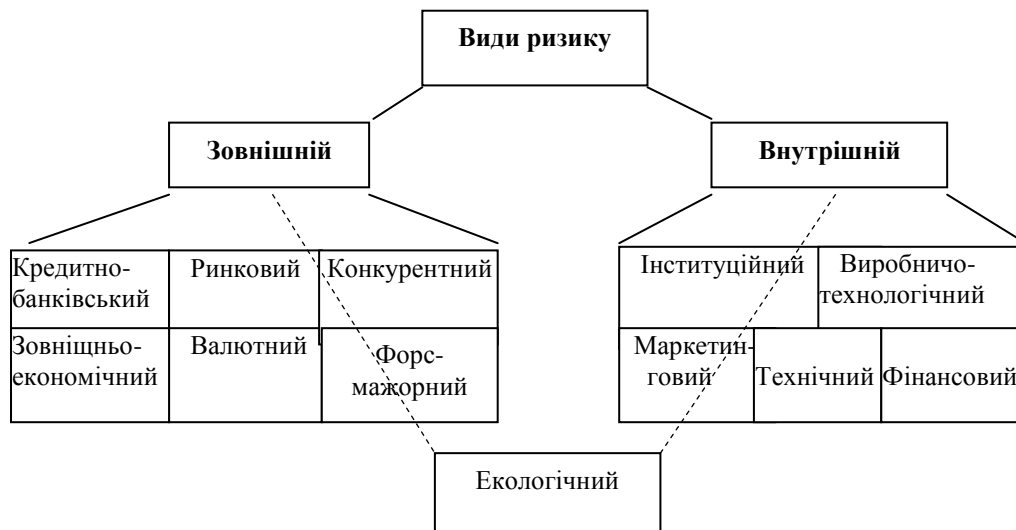 Види ризику
Зовнішній
Внутрішній
Кредитно-
банківський
Ринковий
Конкурентний
Зовніщньо-
економічний
Валютний
Форс-
мажорний
Інституційний
Виробничо-
технологічний
Маркетин-
говий
Технічний
Фінансовий
Екологічний